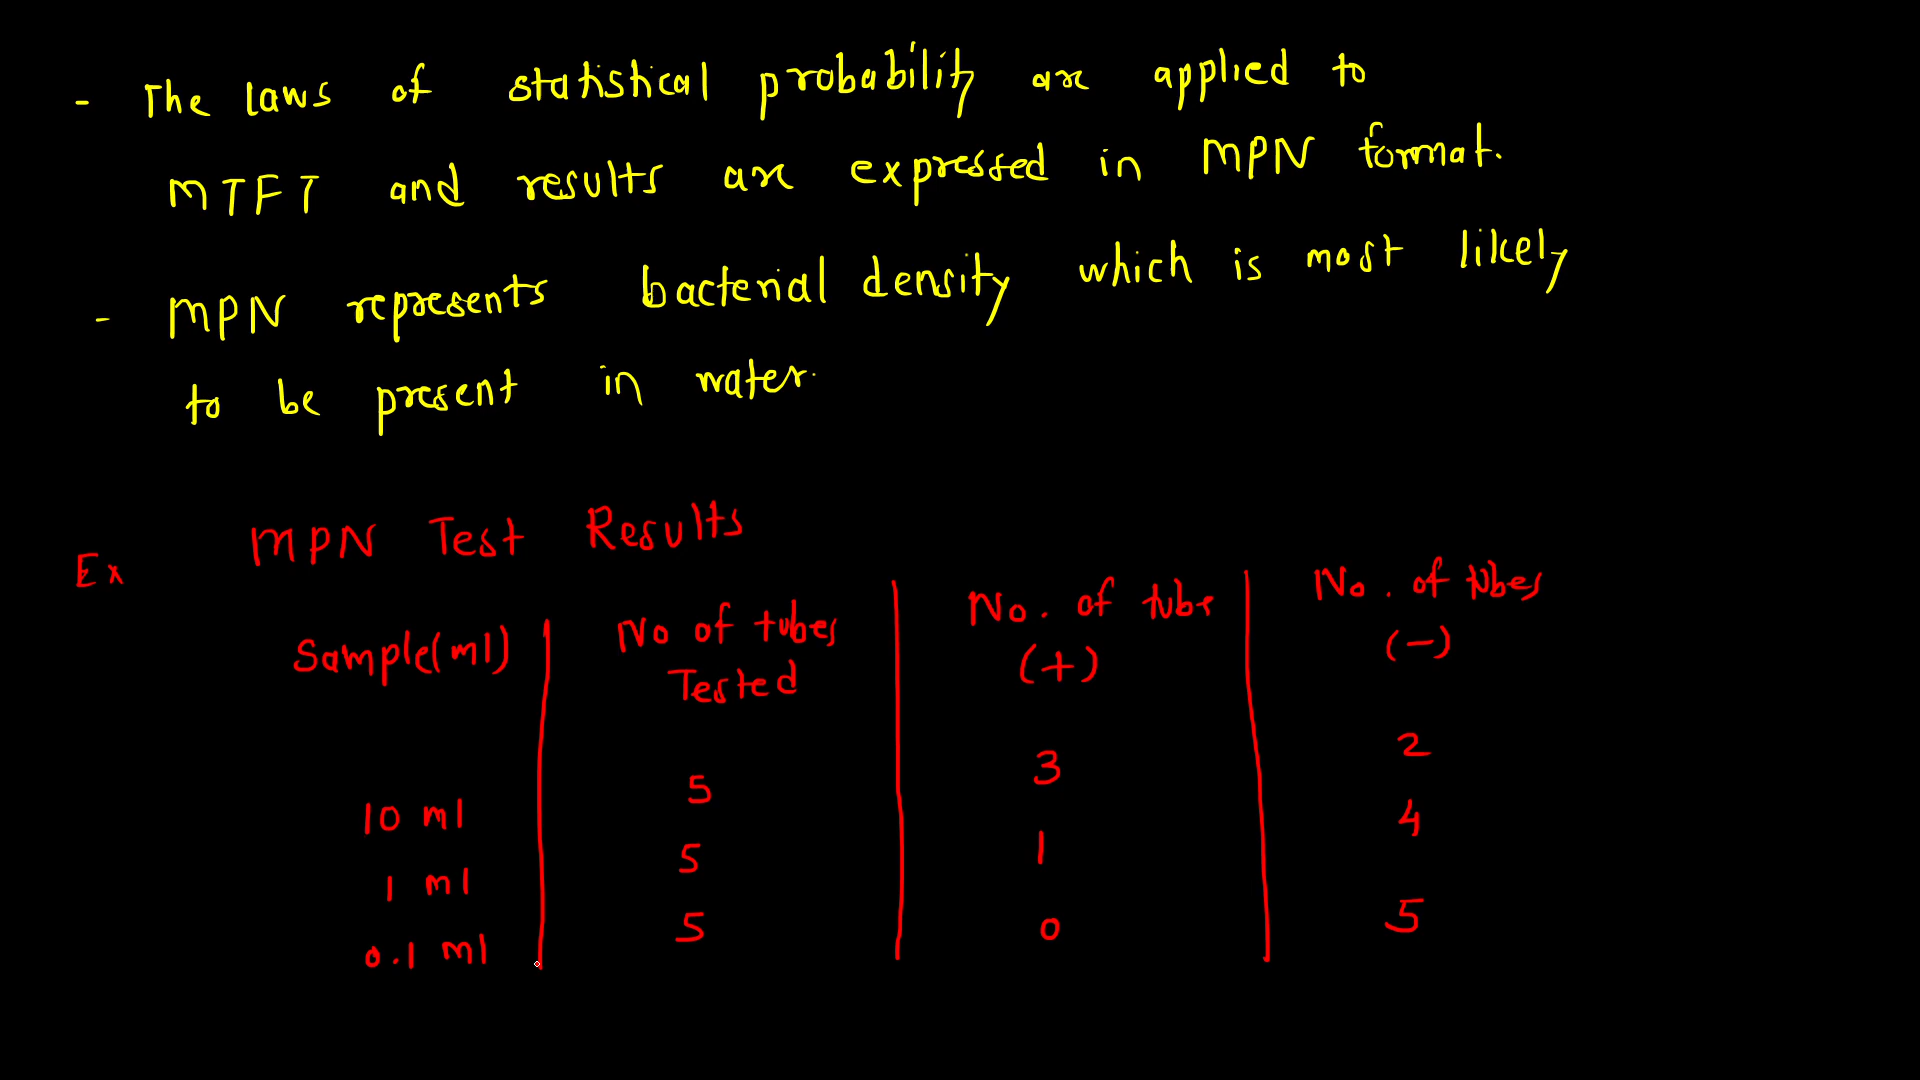 - The laws of statistical probability are applied to
MTFT and results are expressed in MPN format.
- MPN represents bacterial density which is most likely
to be present in water.
Ex MPN Test Results
Sample(ml) No of tubes Tested No. of tube (+) No. of tubes (-)
10 ml 5 3 2
1 ml 5 1 4
0.1 ml 5 0 5